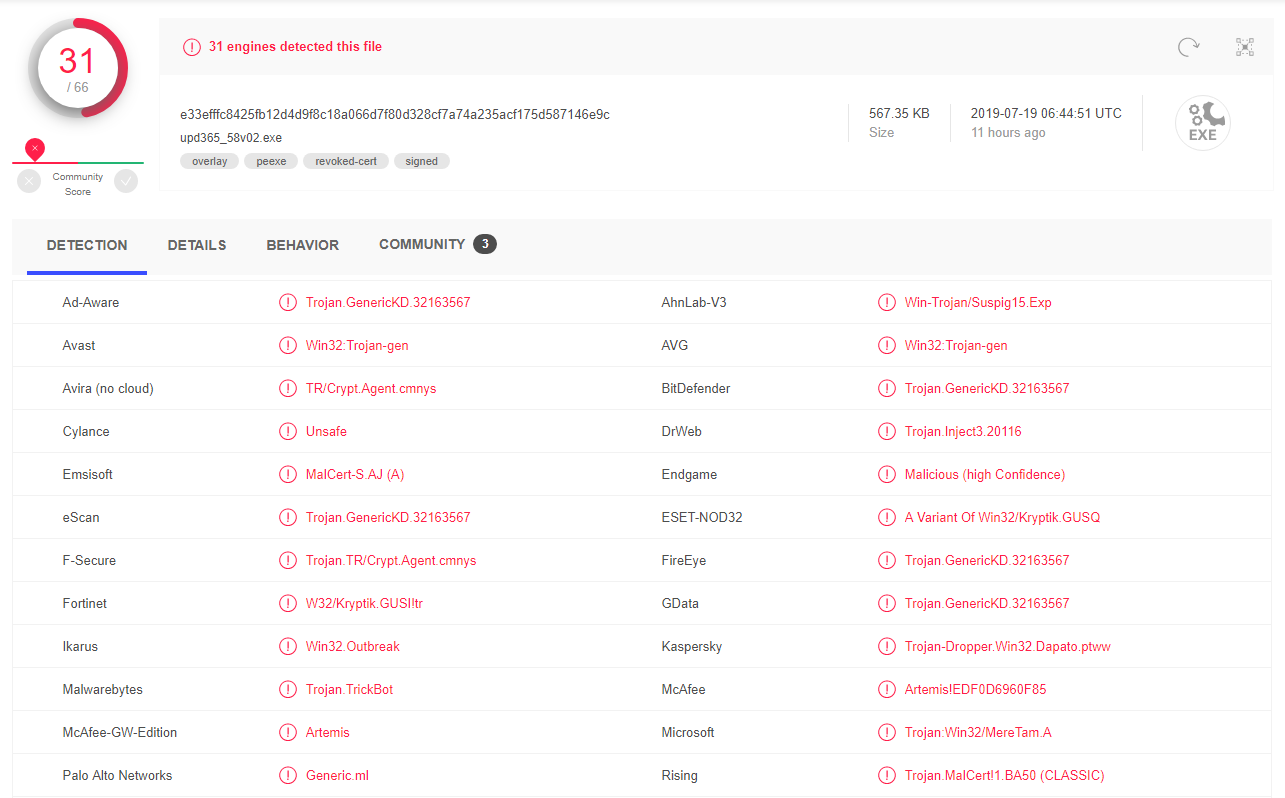 31
/ 66
Community
Score
31 engines detected this file
e33efffc8425fb12d4d9f8c18a066d7f80d328cf7a74a235acf175d587146e9c
upd365_58v02.exe
overlay peexe revoked-cert signed
567.35 KB
Size
2019-07-19 06:44:51 UTC
11 hours ago
EXE
DETECTION DETAILS BEHAVIOR COMMUNITY 3
Ad-Aware Trojan.GenericKD.32163567 AhnLab-V3 Win-Trojan/Suspig15.Exp
Avast Win32:Trojan-gen AVG Win32:Trojan-gen
Avira (no cloud) TR/Crypt.Agent.cmnys BitDefender Trojan.GenericKD.32163567
Cylance Unsafe DrWeb Trojan.Inject3.20116
Emsisoft MalCert-S.AJ (A) Endgame Malicious (high Confidence)
eScan Trojan.GenericKD.32163567 ESET-NOD32 A Variant Of Win32/Kryptik.GUSQ
F-Secure Trojan.TR/Crypt.Agent.cmnys FireEye Trojan.GenericKD.32163567
Fortinet W32/Kryptik.GUSI!tr GData Trojan.GenericKD.32163567
Ikarus Win32.Outbreak Kaspersky Trojan-Dropper.Win32.Dapato.ptww
Malwarebytes Trojan.TrickBot McAfee Artemis!EDF0D6960F85
McAfee-GW-Edition Artemis Microsoft Trojan:Win32/MereTam.A
Palo Alto Networks Generic.ml Rising Trojan.MalCert!1.BA50 (CLASSIC)